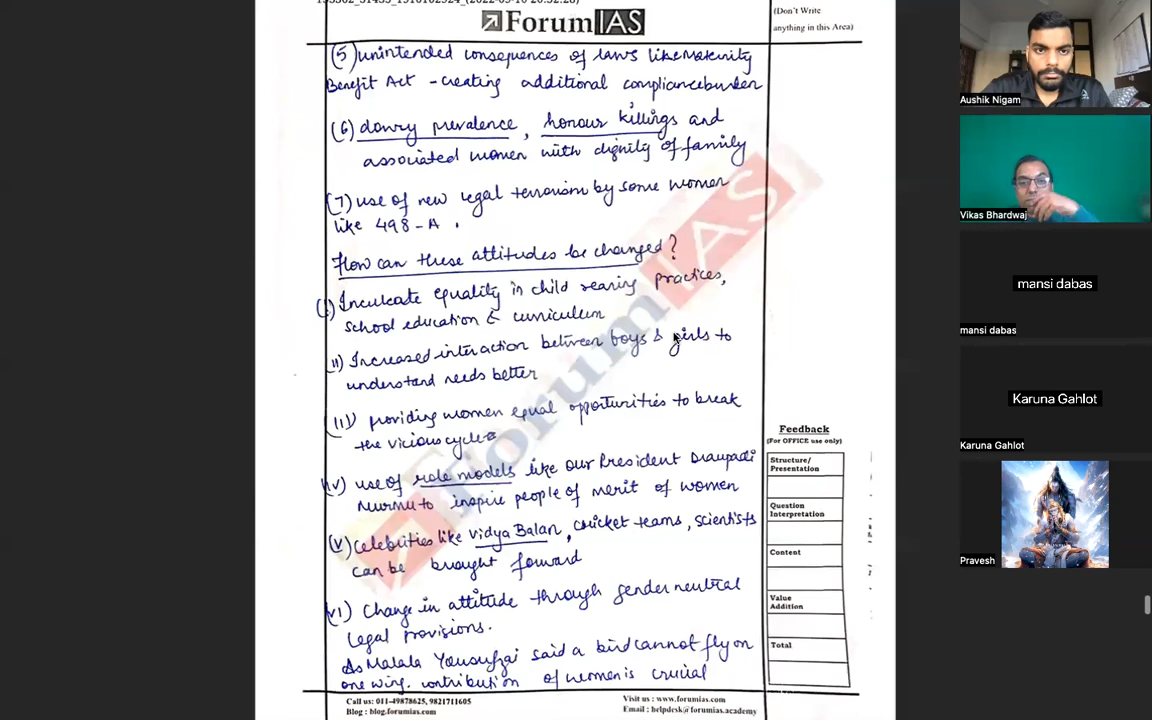 ForumIAS
(Don't Write
anything in this Area)
(5) unintended consequences of laws like Maternity
Benefit Act - creating additional compliance burden
(6) dowry prevalence, honour killings and
associated women with dignity of family
(7) use of new legal terrorism by some women
like 498-A.
How can these attitudes be changed?
(i) Inculcate equality in child rearing practices,
school education & curriculum
(ii) Increased interaction between boys & girls to
understand needs better
(iii) providing women equal opportunities to break
the vicious cycle
(iv) use of role models like our President Draupadi
Murmu to inspire people of merit of women
(v) celebrities like Vidya Balan, cricket teams, scientists
can be brought forward
(vi) Change in attitude through gender neutral
legal provisions.
As Malala Yousufzai said a bird cannot fly on
one wing. contribution of women is crucial
Feedback
(For OFFICE use only)
Structure/
Presentation
Question
Interpretation
Content
Value
Addition
Total
Call us: 011-49878625, 9821711605
Blog : blog.forumias.com
Visit us : www.forumias.com
Email : helpdesk@forumias.academy
ForumIAS
Aushik Nigam
Vikas Bhardwaj
mansi dabas
mansi dabas
Karuna Gahlot
Karuna Gahlot
Pravesh